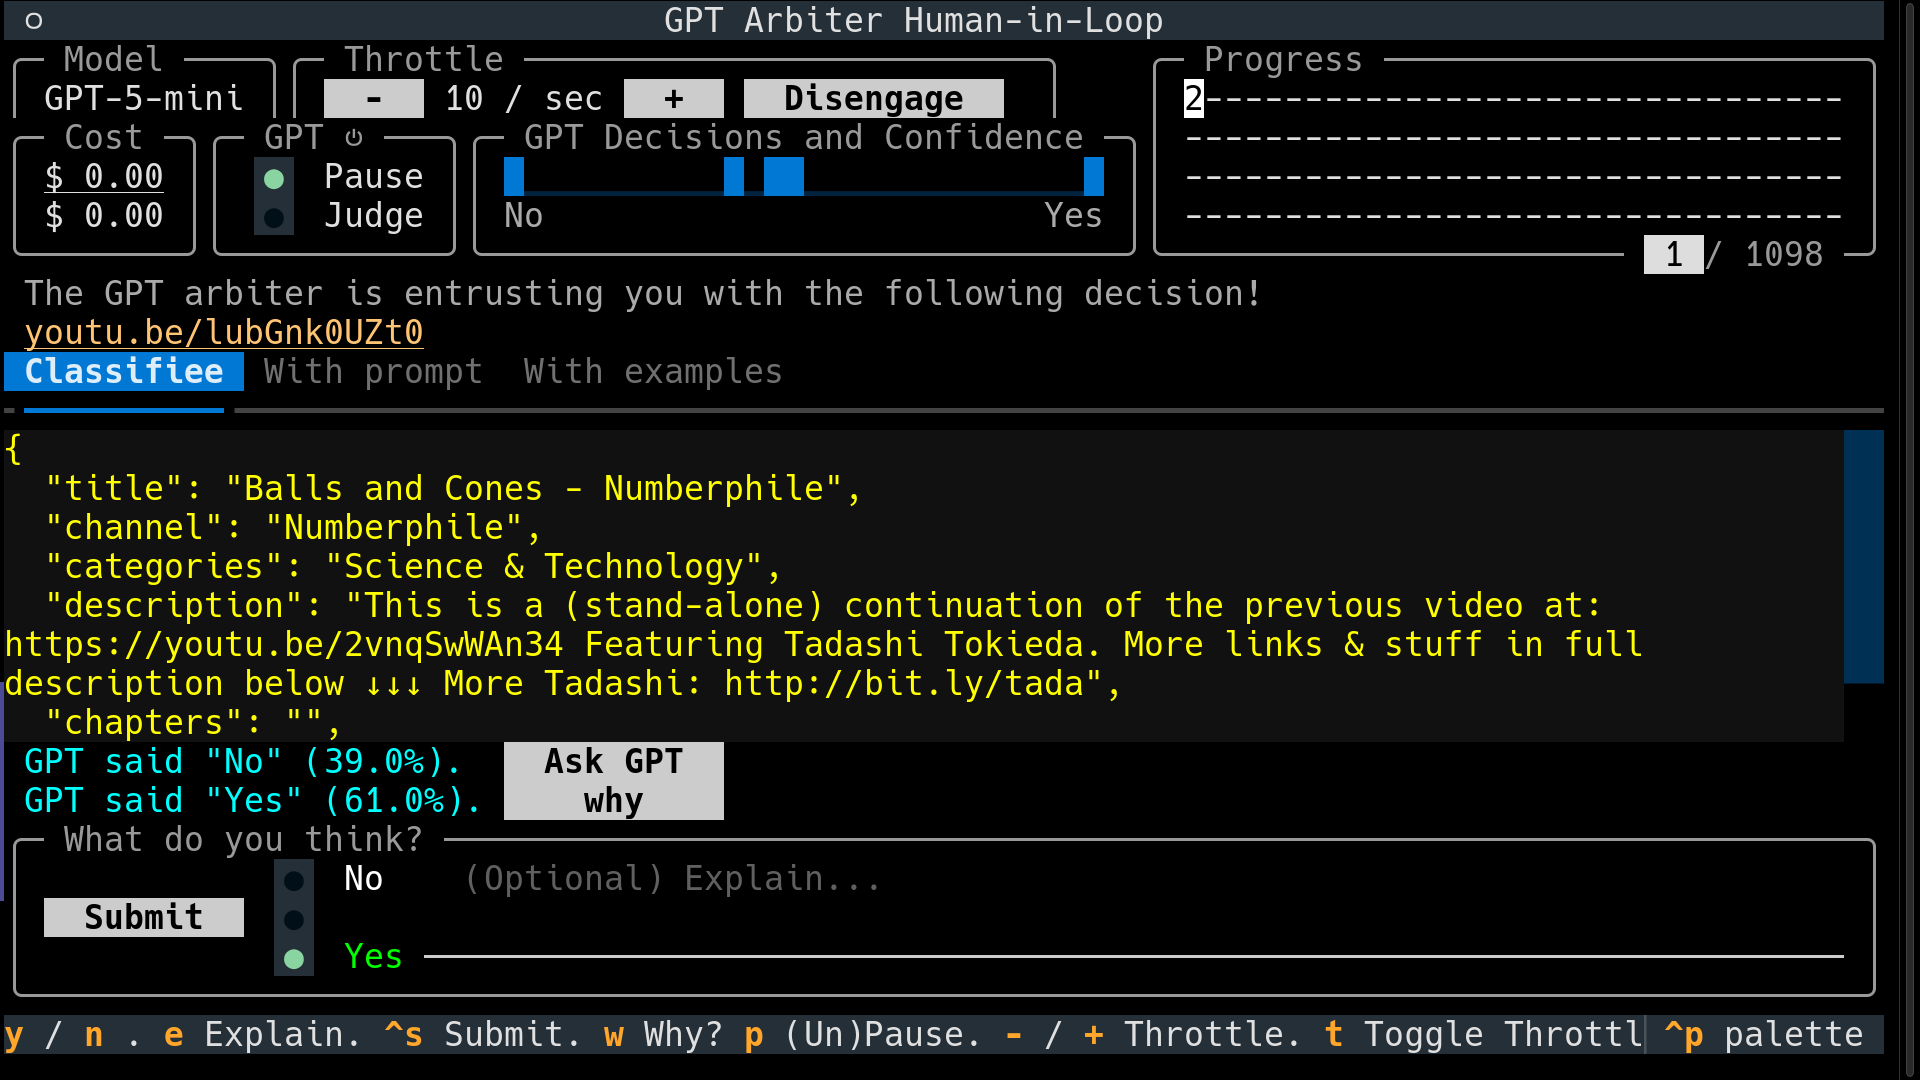 GPT Arbiter Human-in-Loop
Model
GPT-5-mini
Throttle
- 10 / sec + Disengage
Progress
2---------------------------------
---------------------------------
---------------------------------
---------------------------------
1 / 1098
Cost
$ 0.00
$ 0.00
GPT ⏻
Pause
Judge
GPT Decisions and Confidence
No Yes
The GPT arbiter is entrusting you with the following decision!
youtu.be/lubGnk0UZt0
Classifiee With prompt With examples
{
"title": "Balls and Cones - Numberphile",
"channel": "Numberphile",
"categories": "Science & Technology",
"description": "This is a (stand-alone) continuation of the previous video at:
https://youtu.be/2vnqSwWAn34 Featuring Tadashi Tokieda. More links & stuff in full
description below ↓↓↓ More Tadashi: http://bit.ly/tada",
"chapters": "",
GPT said "No" (39.0%).
GPT said "Yes" (61.0%).
Ask GPT
why
What do you think?
No (Optional) Explain...
Submit
Yes
y / n . e Explain. ^s Submit. w Why? p (Un)Pause. - / + Throttle. t Toggle Throttl ^p palette